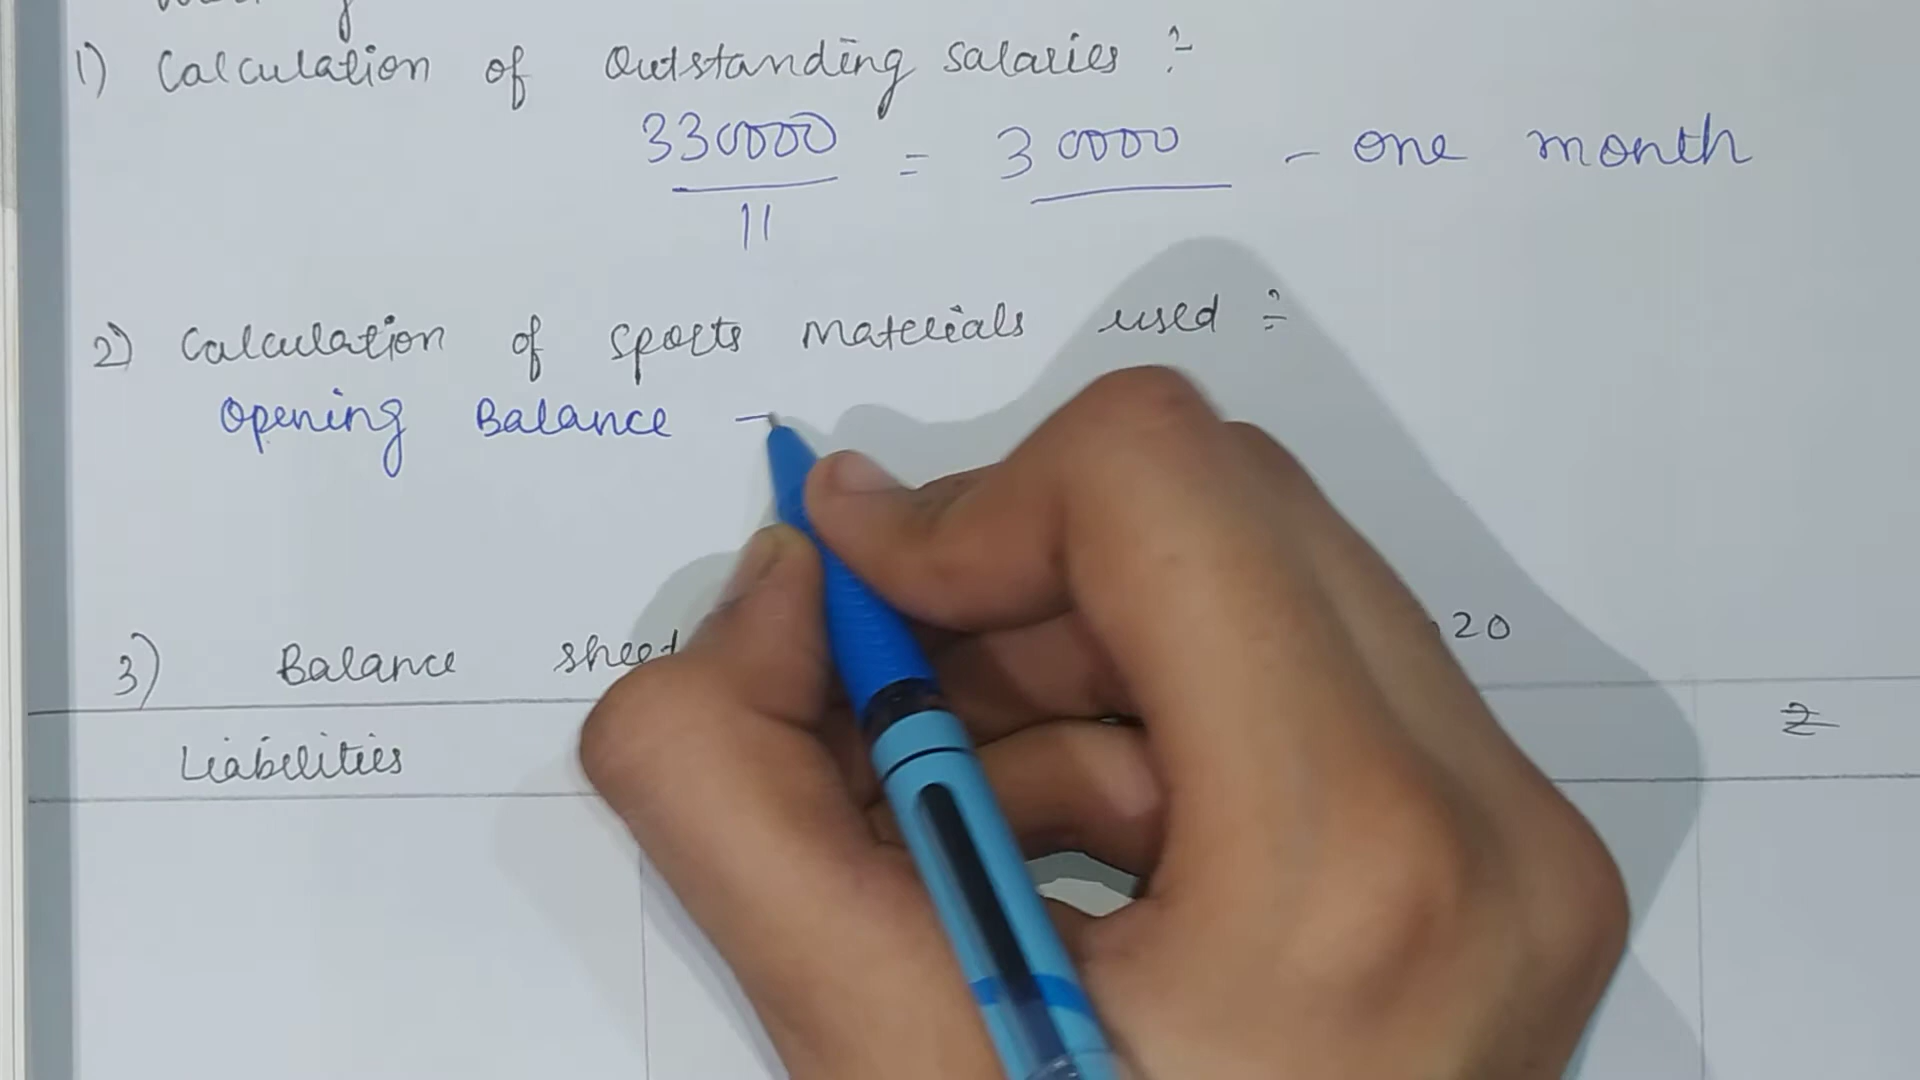 1) Calculation of Outstanding Salaries :-
330000 = 30000 - one month
11
2) Calculation of Sports Materials used :-
Opening Balance -
3) Balance sheet 20
Liabilities ₹